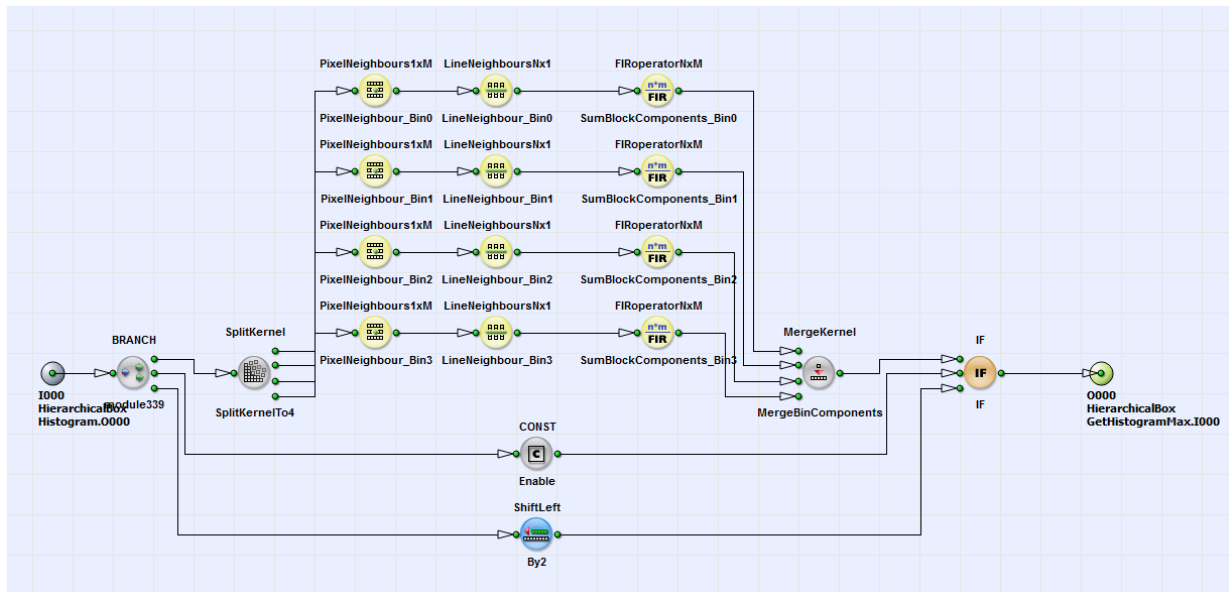 PixelNeighbours1xM LineNeighboursNx1 FIRoperatorNxM
n*m
FIR
PixelNeighbour_Bin0 LineNeighbour_Bin0 SumBlockComponents_Bin0
PixelNeighbours1xM LineNeighboursNx1 FIRoperatorNxM
n*m
FIR
PixelNeighbour_Bin1 LineNeighbour_Bin1 SumBlockComponents_Bin1
PixelNeighbours1xM LineNeighboursNx1 FIRoperatorNxM
n*m
FIR
PixelNeighbour_Bin2 LineNeighbour_Bin2 SumBlockComponents_Bin2
PixelNeighbours1xM LineNeighboursNx1 FIRoperatorNxM
n*m
FIR
PixelNeighbour_Bin3 LineNeighbour_Bin3 SumBlockComponents_Bin3
BRANCH
module339
SplitKernel
SplitKernelTo4
I000
HierarchicalBox
Histogram.O000
MergeKernel
MergeBinComponents
IF
IF
IF
O000
HierarchicalBox
GetHistogramMax.I000
CONST
C
Enable
ShiftLeft
By2